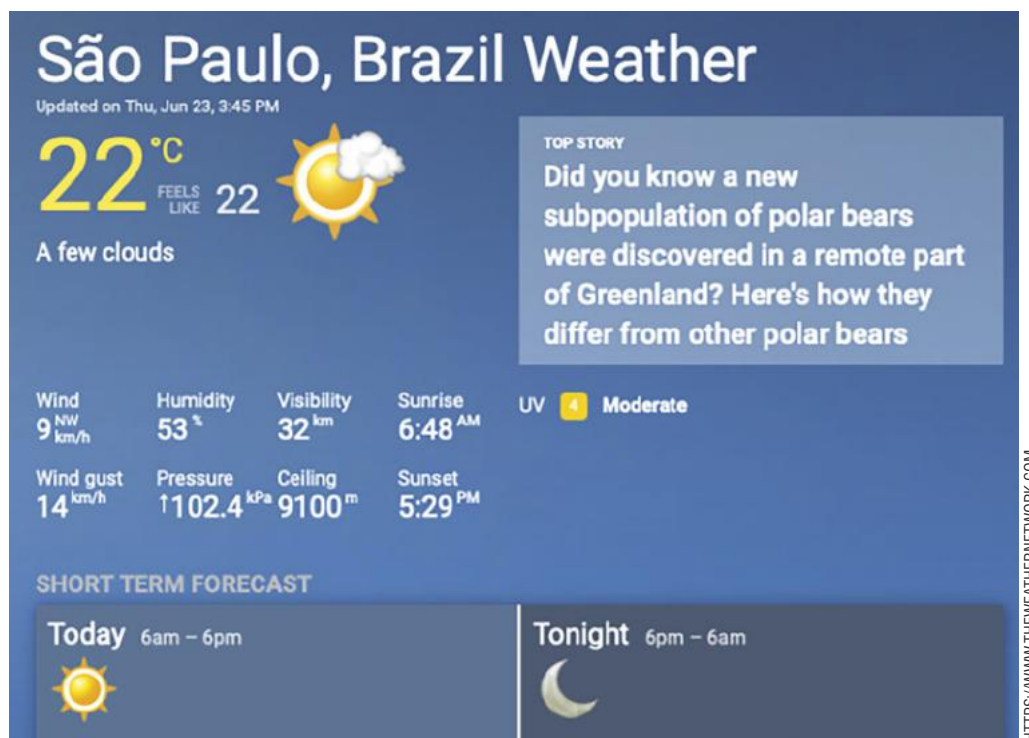 São Paulo, Brazil Weather
Updated on Thu, Jun 23, 3:45 PM
22 °C
FEELS LIKE 22
A few clouds
TOP STORY
Did you know a new
subpopulation of polar bears
were discovered in a remote part
of Greenland? Here's how they
differ from other polar bears
Wind Humidity Visibility Sunrise
9 NW km/h 53 % 32 km 6:48 AM
UV 4 Moderate
Wind gust Pressure Ceiling Sunset
14 km/h ↑102.4 kPa 9100 m 5:29 PM
SHORT TERM FORECAST
Today 6am – 6pm
Tonight 6pm – 6am
HTTPS://WWW.THEWEATHERNETWORK.COM